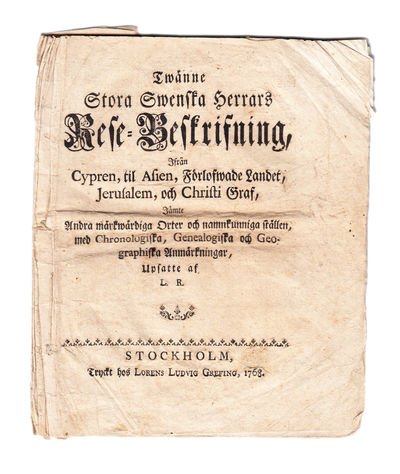 Twänne
Stora Swenska Herrars
Rese-Beskrifning,
Ifrån
Cypren, til Asien, Förlofwade Landet,
Jerusalem, och Christi Graf,
Jämte
Andra märkwärdiga Orter och namnkunniga ställen,
med Chronologiska, Genealogiska och Geo-
graphiska Anmärkningar,
Upsatte af
L. R.
STOCKHOLM,
Tryckt hos LORENS LUDVIG GREFING, 1768.